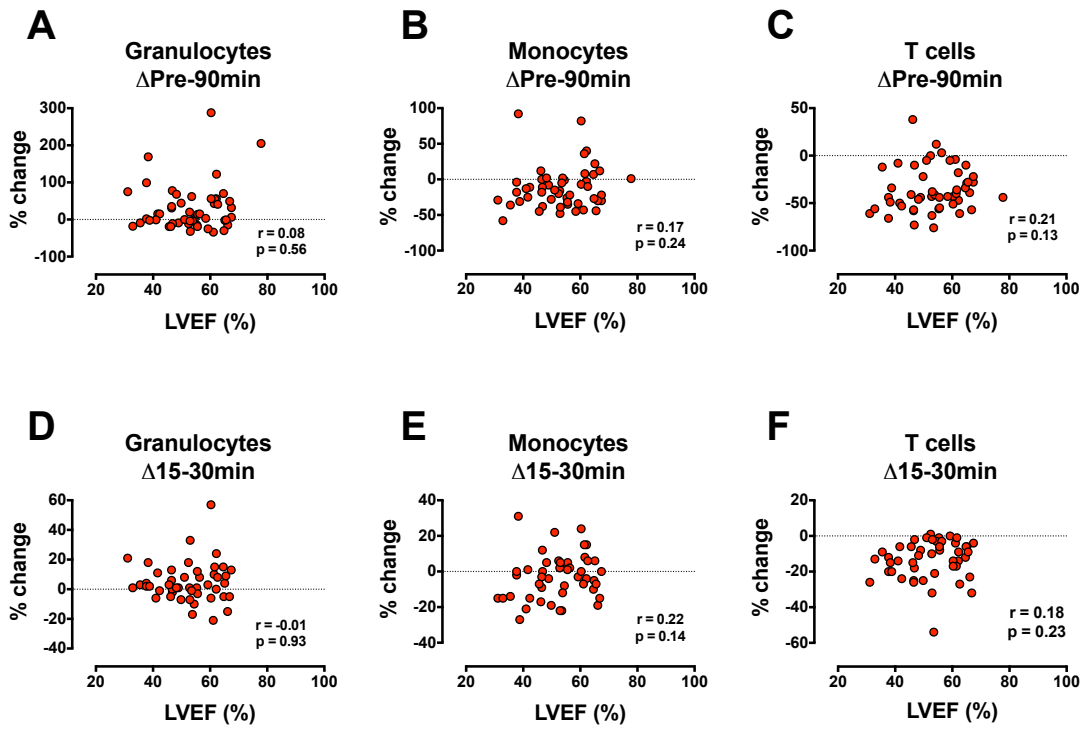 A
Granulocytes
ΔPre-90min
% change
300
200
100
0
-100
r = 0.08
p = 0.56
20 40 60 80 100
LVEF (%)
B
Monocytes
ΔPre-90min
% change
100
50
0
-50
-100
r = 0.17
p = 0.24
20 40 60 80 100
LVEF (%)
C
T cells
ΔPre-90min
% change
50
0
-50
-100
r = 0.21
p = 0.13
20 40 60 80 100
LVEF (%)
D
Granulocytes
Δ15-30min
% change
60
40
20
0
-20
-40
r = -0.01
p = 0.93
20 40 60 80 100
LVEF (%)
E
Monocytes
Δ15-30min
% change
40
20
0
-20
-40
r = 0.22
p = 0.14
20 40 60 80 100
LVEF (%)
F
T cells
Δ15-30min
% change
20
0
-20
-40
-60
r = 0.18
p = 0.23
20 40 60 80 100
LVEF (%)